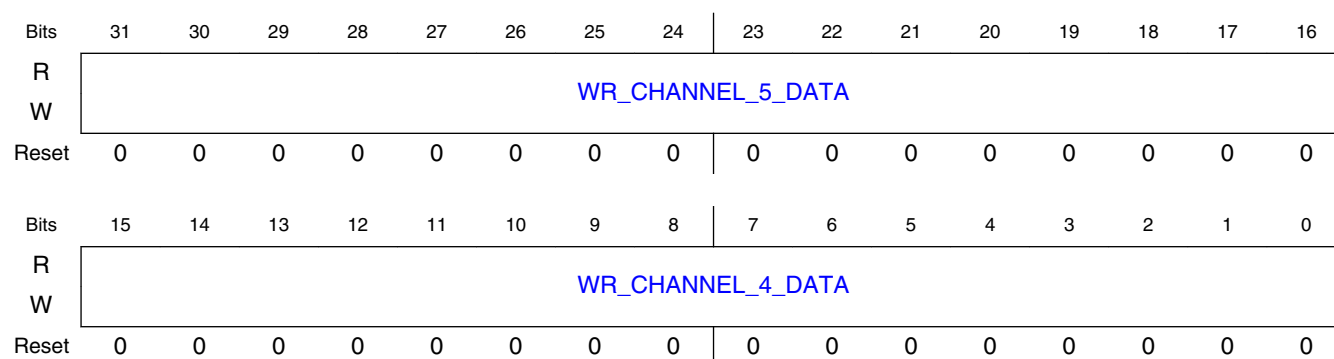 Bits 31 30 29 28 27 26 25 24 23 22 21 20 19 18 17 16
R
WR_CHANNEL_5_DATA
W
Reset 0 0 0 0 0 0 0 0 0 0 0 0 0 0 0 0
Bits 15 14 13 12 11 10 9 8 7 6 5 4 3 2 1 0
R
WR_CHANNEL_4_DATA
W
Reset 0 0 0 0 0 0 0 0 0 0 0 0 0 0 0 0